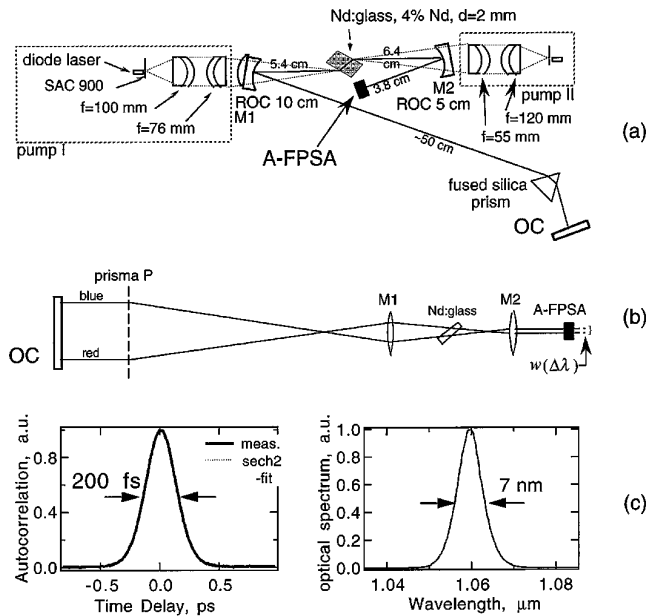 Nd:glass, 4% Nd, d=2 mm
diode laser
SAC 900
f=100 mm
f=76 mm
pump I
ROC 10 cm
M1
5.4 cm
6.4
cm
3.8
M2
ROC 5 cm
pump II
f=120 mm
f=55 mm
A-FPSA
~50 cm
fused silica
prism
OC
(a)
prisma P
blue
red
OC
M1
Nd:glass
M2
A-FPSA
w(Δλ)
(b)
Autocorrelation, a.u.
0.8
0.4
0.0
200 fs
meas.
sech2
-fit
-0.5
0.0
0.5
Time Delay, ps
optical spectrum, a.u.
1.0
0.8
0.6
0.4
0.2
0.0
7 nm
1.04
1.06
1.08
Wavelength, μm
(c)